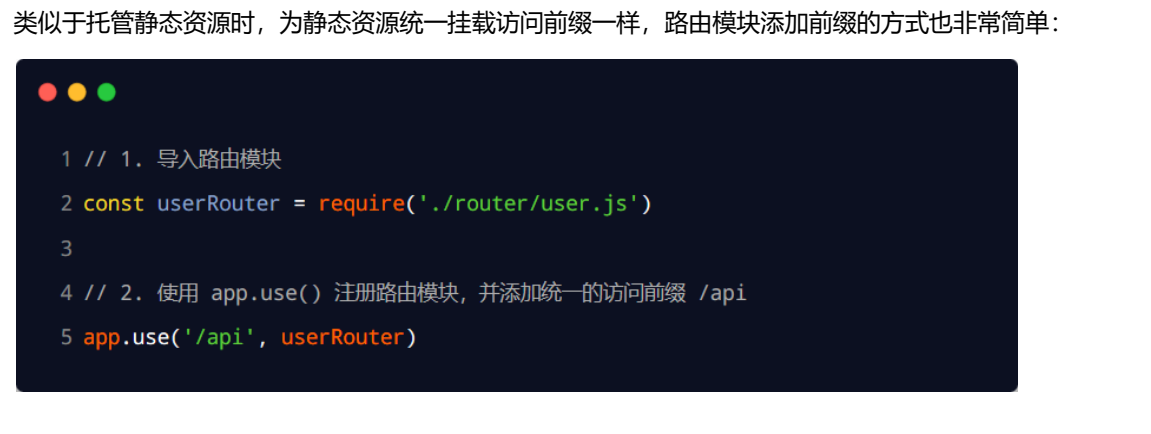 类似于托管静态资源时，为静态资源统一挂载访问前缀一样，路由模块添加前缀的方式也非常简单：
1 // 1. 导入路由模块
2 const userRouter = require('./router/user.js')
3
4 // 2. 使用 app.use() 注册路由模块，并添加统一的访问前缀 /api
5 app.use('/api', userRouter)